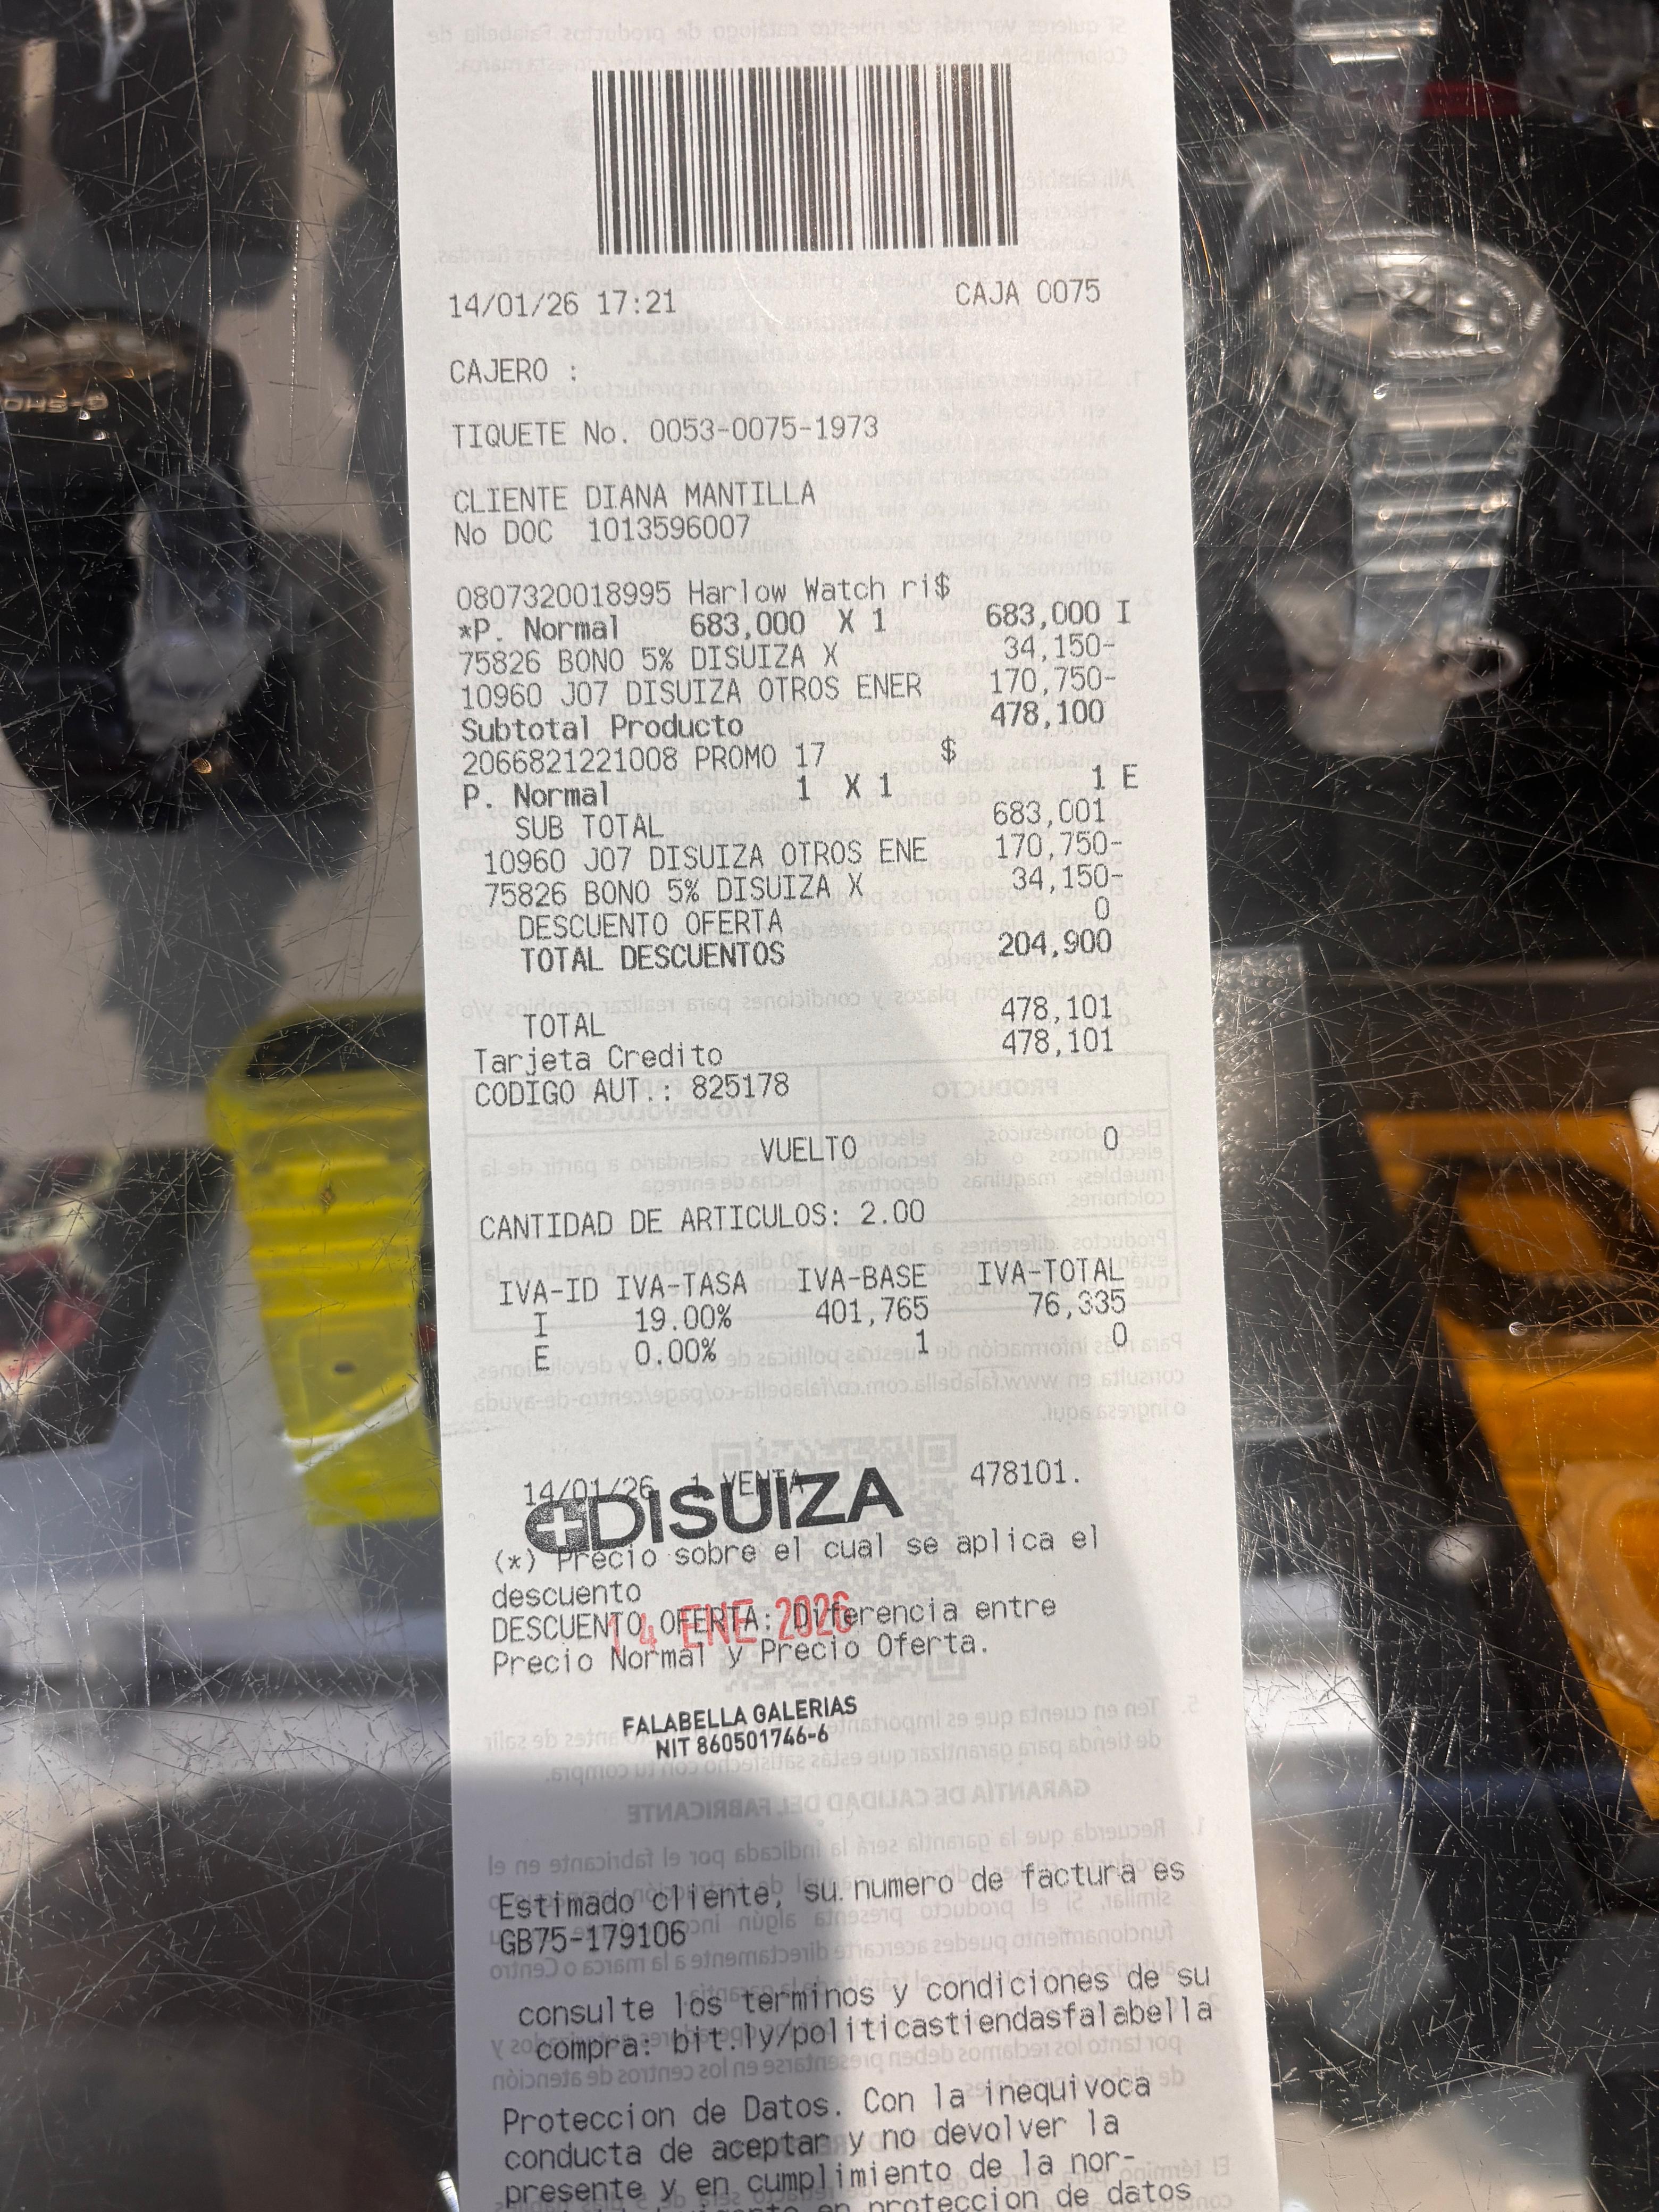 14/01/26 17:21 CAJA 0075
CAJERO :
TIQUETE No. 0053-0075-1973
CLIENTE DIANA MANTILLA
No DOC 1013596007
0807320018995 Harlow Watch ri$
*P. Normal 683,000 X 1 683,000 I
75826 BONO 5% DISUIZA X 34,150-
10960 J07 DISUIZA OTROS ENER 170,750-
Subtotal Producto 478,100
2066821221008 PROMO 17 $
P. Normal 1 X 1 1 E
SUB TOTAL 683,001
10960 J07 DISUIZA OTROS ENE 170,750-
75826 BONO 5% DISUIZA X 34,150-
DESCUENTO OFERTA 0
TOTAL DESCUENTOS 204,900
TOTAL 478,101
Tarjeta Credito 478,101
CODIGO AUT.: 825178
VUELTO 0
CANTIDAD DE ARTICULOS: 2.00
IVA-ID IVA-TASA IVA-BASE IVA-TOTAL
I 19.00% 401,765 76,335
E 0.00% 1 0
14/01/26 1 VENTA 478101.
DISUIZA
(*) Precio sobre el cual se aplica el
descuento
DESCUENTO OFERTA: Diferencia entre
14 ENE 2026
Precio Normal y Precio Oferta.
FALABELLA GALERIAS
NIT 860501746-6
Estimado cliente, su numero de factura es
GB75-179106
consulte los terminos y condiciones de su
compra: bit.ly/politicastiendasfalabella
Proteccion de Datos. Con la inequivoca
conducta de aceptar y no devolver la
presente y en cumplimiento de la nor-
en proteccion de datos